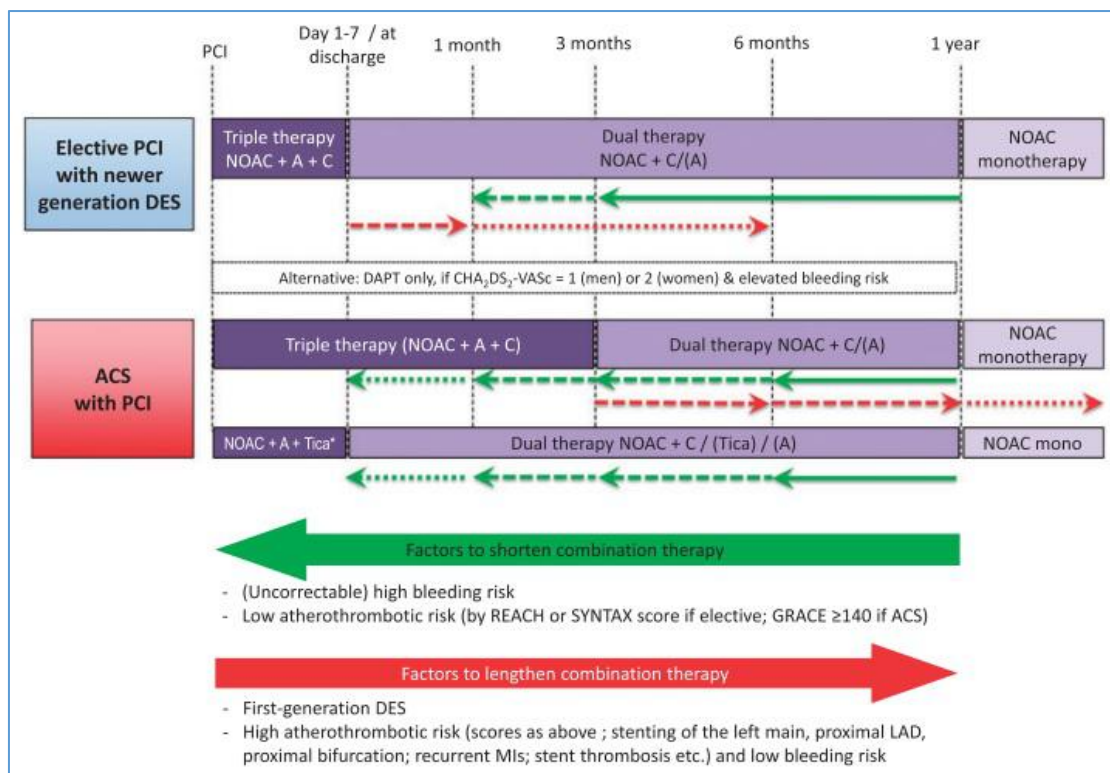 PCI
Day 1-7 / at
discharge
1 month
3 months
6 months
1 year
Elective PCI
with newer
generation DES
Triple therapy
NOAC + A + C
Dual therapy
NOAC + C/(A)
NOAC
monotherapy
Alternative: DAPT only, if CHA₂DS₂-VASc = 1 (men) or 2 (women) & elevated bleeding risk
ACS
with PCI
Triple therapy (NOAC + A + C)
Dual therapy NOAC + C/(A)
NOAC
monotherapy
NOAC + A + Tica*
Dual therapy NOAC + C / (Tica) / (A)
NOAC mono
Factors to shorten combination therapy
- (Uncorrectable) high bleeding risk
- Low atherothrombotic risk (by REACH or SYNTAX score if elective; GRACE ≥140 if ACS)
Factors to lengthen combination therapy
- First-generation DES
- High atherothrombotic risk (scores as above ; stenting of the left main, proximal LAD,
proximal bifurcation; recurrent MIs; stent thrombosis etc.) and low bleeding risk